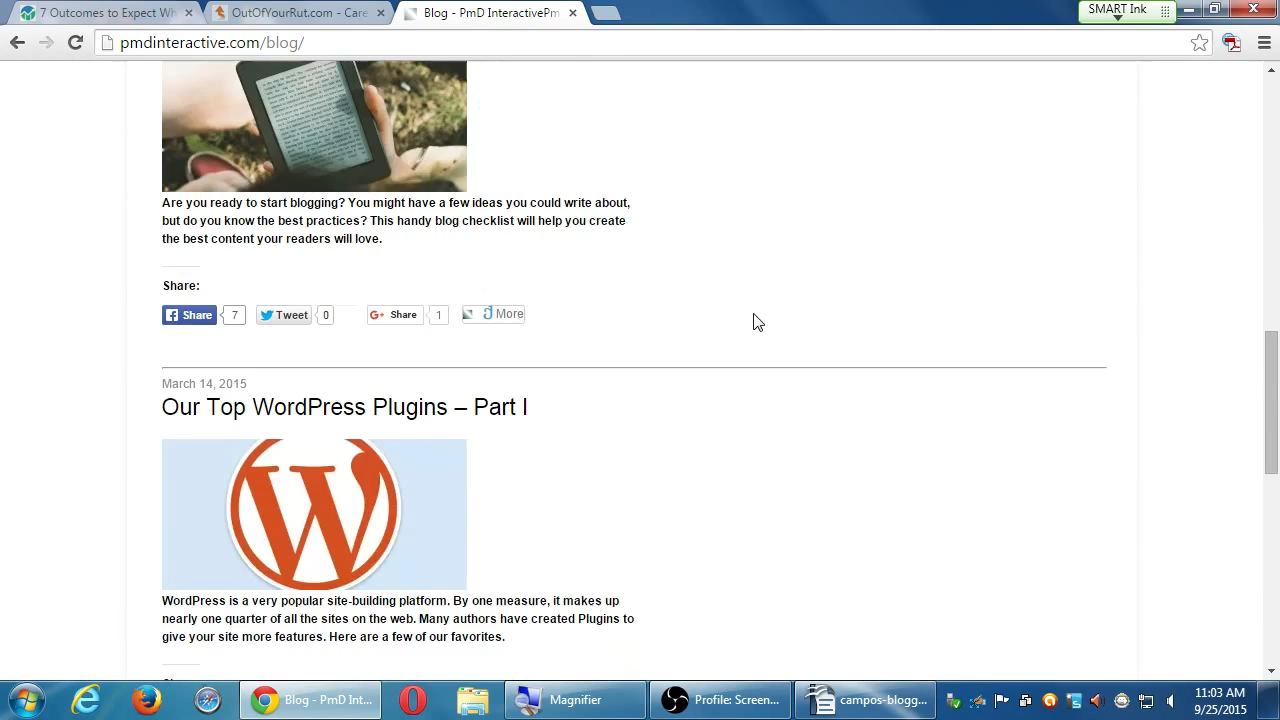 7 Outcomes to Expect Wh
OutOfYourRut.com - Care
Blog - PmD InteractivePm
SMART Ink
pmdinteractive.com/blog/
Are you ready to start blogging? You might have a few ideas you could write about,
but do you know the best practices? This handy blog checklist will help you create
the best content your readers will love.
Share:
Share 7 Tweet 0 Share 1 More
March 14, 2015
Our Top WordPress Plugins – Part I
WordPress is a very popular site-building platform. By one measure, it makes up
nearly one quarter of all the sites on the web. Many authors have created Plugins to
give your site more features. Here are a few of our favorites.
Blog - PmD Int...
Magnifier
Profile: Screen...
campos-blogg...
11:03 AM
9/25/2015